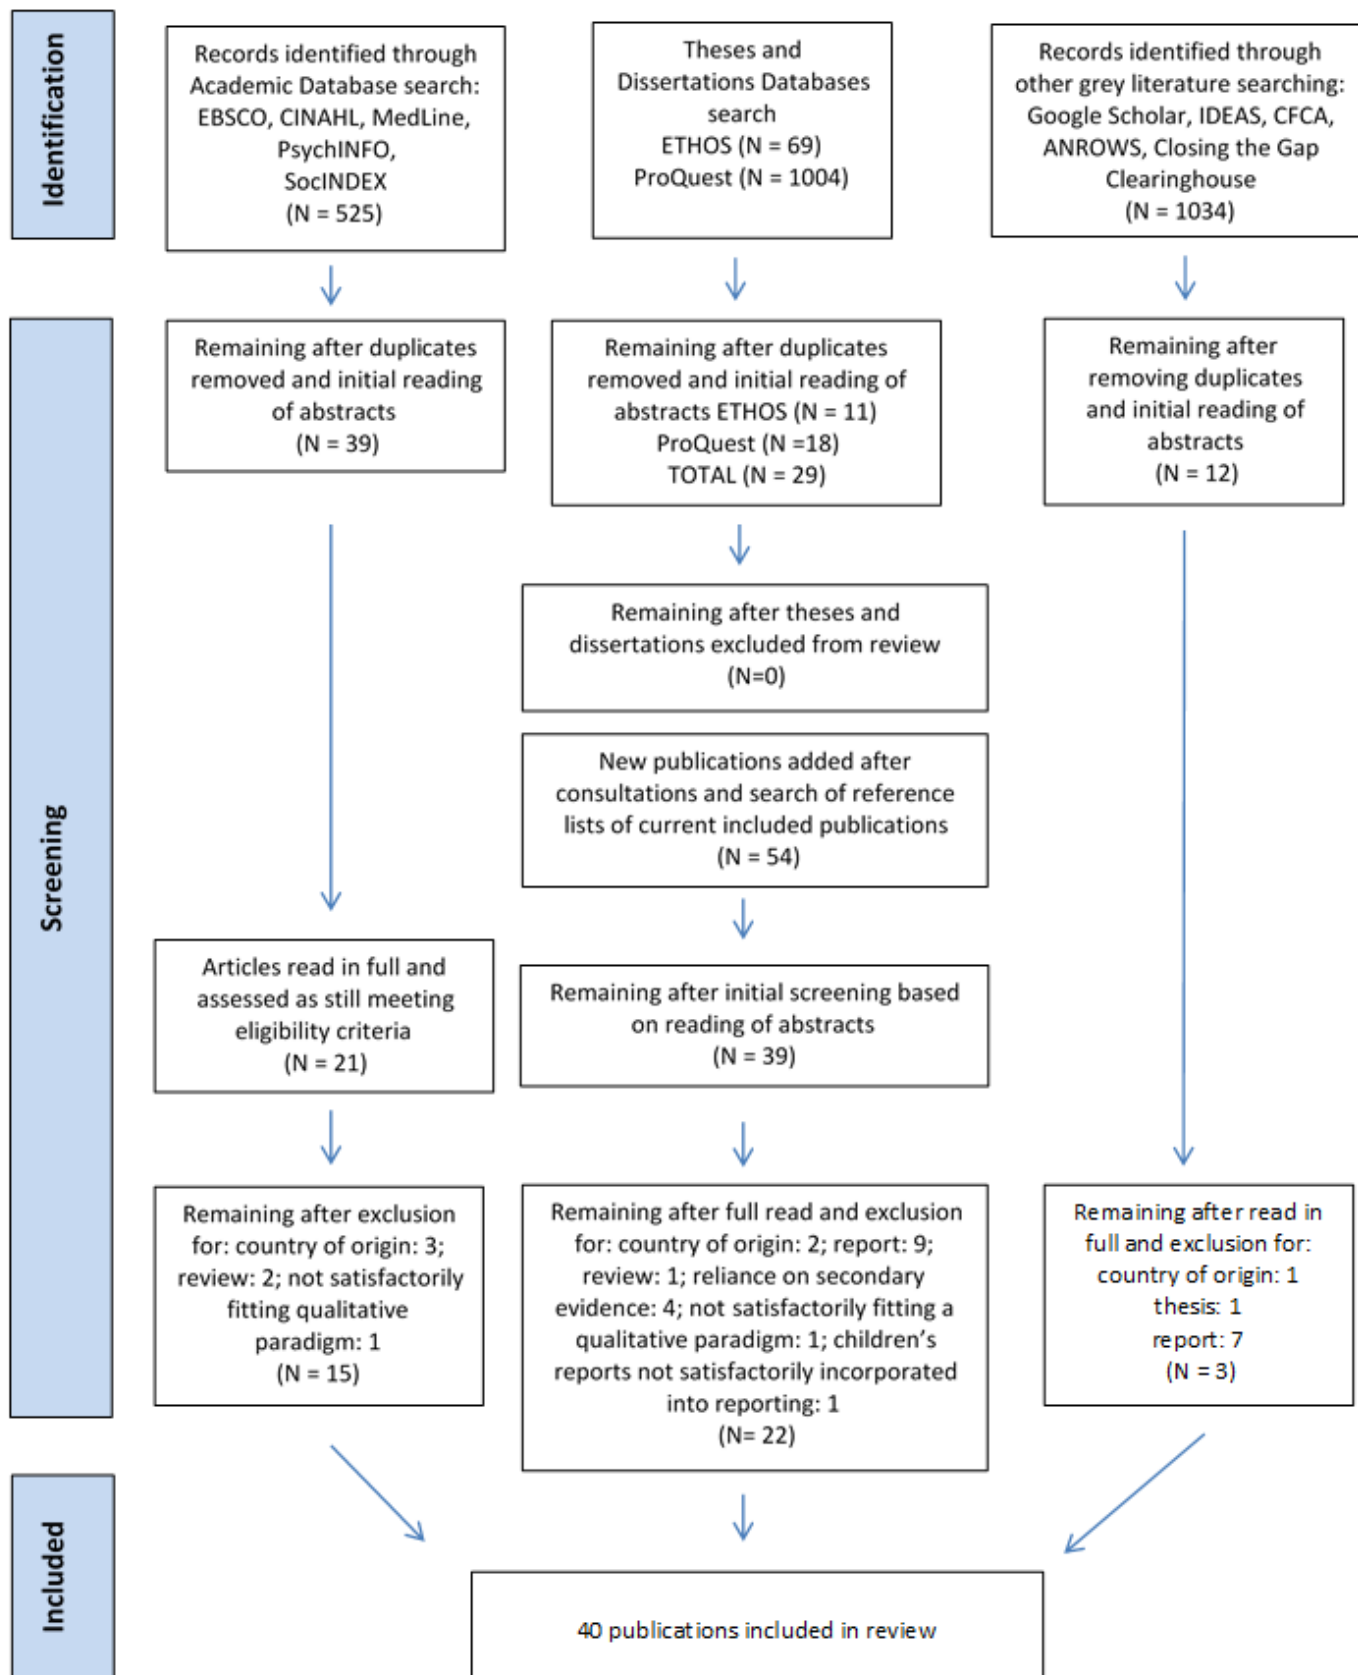 Identification
Records identified through
Academic Database search:
EBSCO, CINAHL, MedLine,
PsychINFO,
SocINDEX
(N = 525)
Theses and
Dissertations Databases
search
ETHOS (N = 69)
ProQuest (N = 1004)
Records identified through
other grey literature searching:
Google Scholar, IDEAS, CFCA,
ANROWS, Closing the Gap
Clearinghouse
(N = 1034)
Screening
Remaining after duplicates
removed and initial reading
of abstracts
(N = 39)
Remaining after duplicates
removed and initial reading of
abstracts ETHOS (N = 11)
ProQuest (N =18)
TOTAL (N = 29)
Remaining after
removing duplicates
and initial reading of
abstracts
(N = 12)
Remaining after theses and
dissertations excluded from review
(N=0)
New publications added after
consultations and search of reference
lists of current included publications
(N = 54)
Articles read in full and
assessed as still meeting
eligibility criteria
(N = 21)
Remaining after initial screening based
on reading of abstracts
(N = 39)
Remaining after exclusion
for: country of origin: 3;
review: 2; not satisfactorily
fitting qualitative
paradigm: 1
(N = 15)
Remaining after full read and exclusion
for: country of origin: 2; report: 9;
review: 1; reliance on secondary
evidence: 4; not satisfactorily fitting a
qualitative paradigm: 1; children's
reports not satisfactorily incorporated
into reporting: 1
(N= 22)
Remaining after read in
full and exclusion for:
country of origin: 1
thesis: 1
report: 7
(N = 3)
Included
40 publications included in review